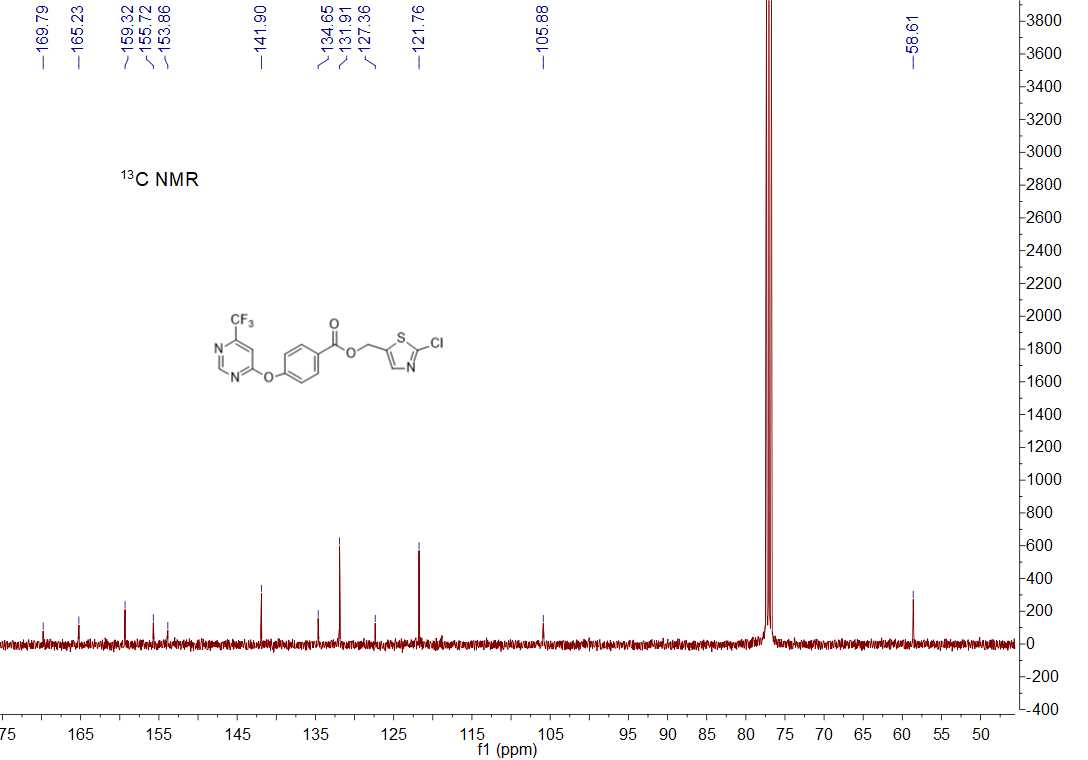 169.79
165.23
159.32
155.72
153.86
141.90
134.65
131.91
127.36
121.76
105.88
58.61
13C NMR
CF3
N
N
O
O
O
S
N
Cl
3800
3600
3400
3200
3000
2800
2600
2400
2200
2000
1800
1600
1400
1200
1000
800
600
400
200
0
-200
-400
75 165 155 145 135 125 115 105 95 90 85 80 75 70 65 60 55 50
f1 (ppm)